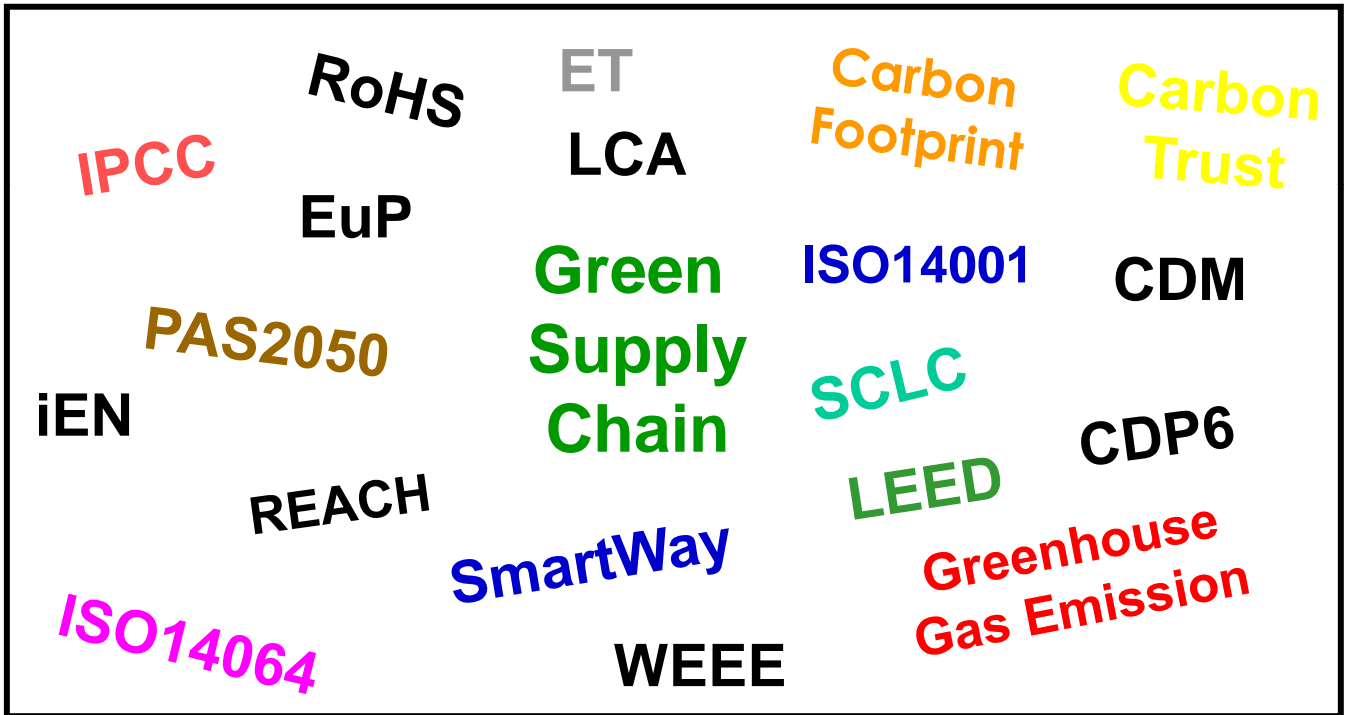 RoHS
ET
Carbon
Footprint
Carbon
Trust
IPCC
LCA
EuP
Green
Supply
Chain
ISO14001
CDM
PAS2050
SCLC
iEN
CDP6
REACH
LEED
SmartWay
Greenhouse
Gas Emission
ISO14064
WEEE